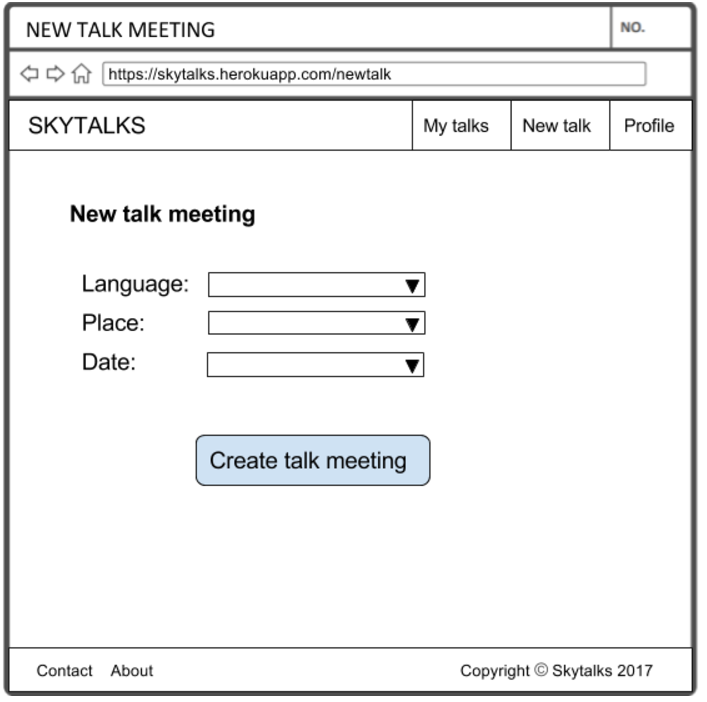 NEW TALK MEETING NO.
https://skytalks.herokuapp.com/newtalk
SKYTALKS My talks New talk Profile
New talk meeting
Language:
Place:
Date:
Create talk meeting
Contact About Copyright © Skytalks 2017